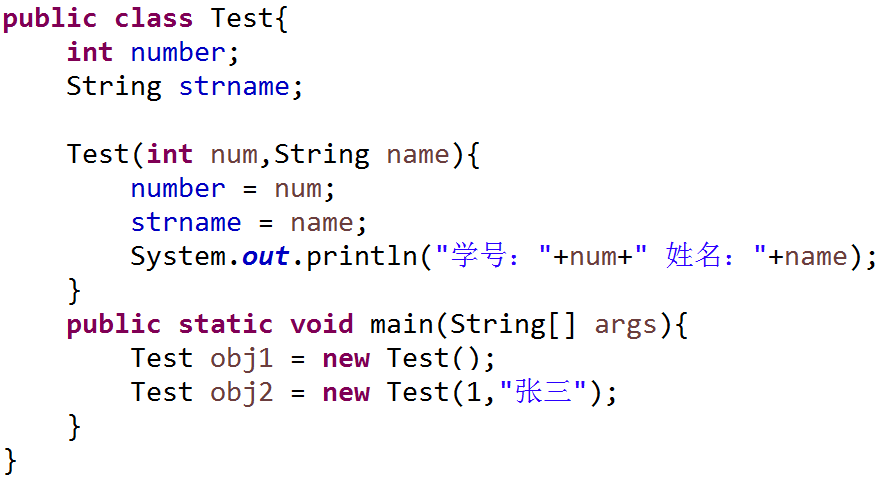 public class Test{
    int number;
    String strname;

    Test(int num,String name){
        number = num;
        strname = name;
        System.out.println("学号："+num+" 姓名："+name);
    }
    public static void main(String[] args){
        Test obj1 = new Test();
        Test obj2 = new Test(1,"张三");
    }
}